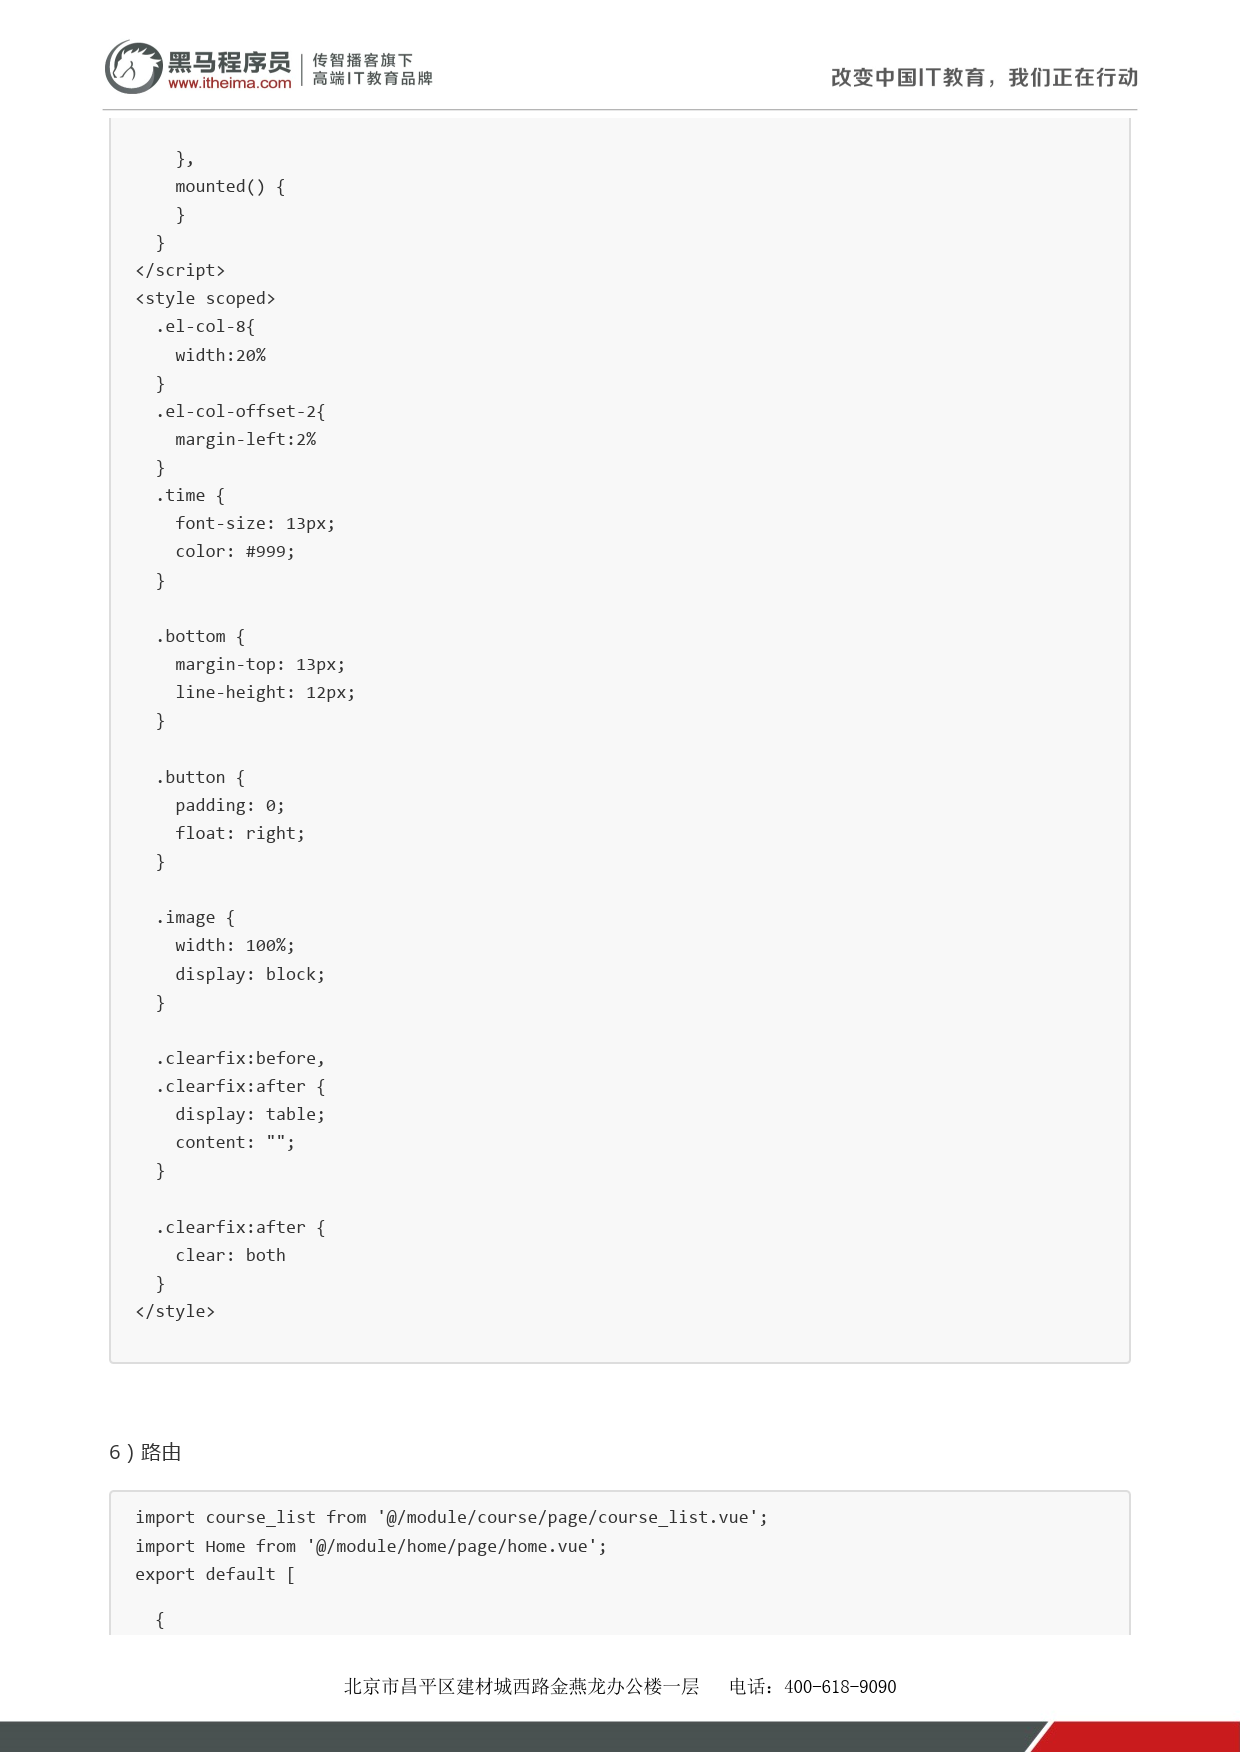 黑马程序员
www.itheima.com
传智播客旗下
高端IT教育品牌
改变中国IT教育，我们正在行动
    },
    mounted() {
    }
  }
</script>
<style scoped>
  .el-col-8{
    width:20%
  }
  .el-col-offset-2{
    margin-left:2%
  }
  .time {
    font-size: 13px;
    color: #999;
  }

  .bottom {
    margin-top: 13px;
    line-height: 12px;
  }

  .button {
    padding: 0;
    float: right;
  }

  .image {
    width: 100%;
    display: block;
  }

  .clearfix:before,
  .clearfix:after {
    display: table;
    content: "";
  }

  .clearfix:after {
    clear: both
  }
</style>
6）路由
import course_list from '@/module/course/page/course_list.vue';
import Home from '@/module/home/page/home.vue';
export default [
  {
北京市昌平区建材城西路金燕龙办公楼一层 电话：400-618-9090